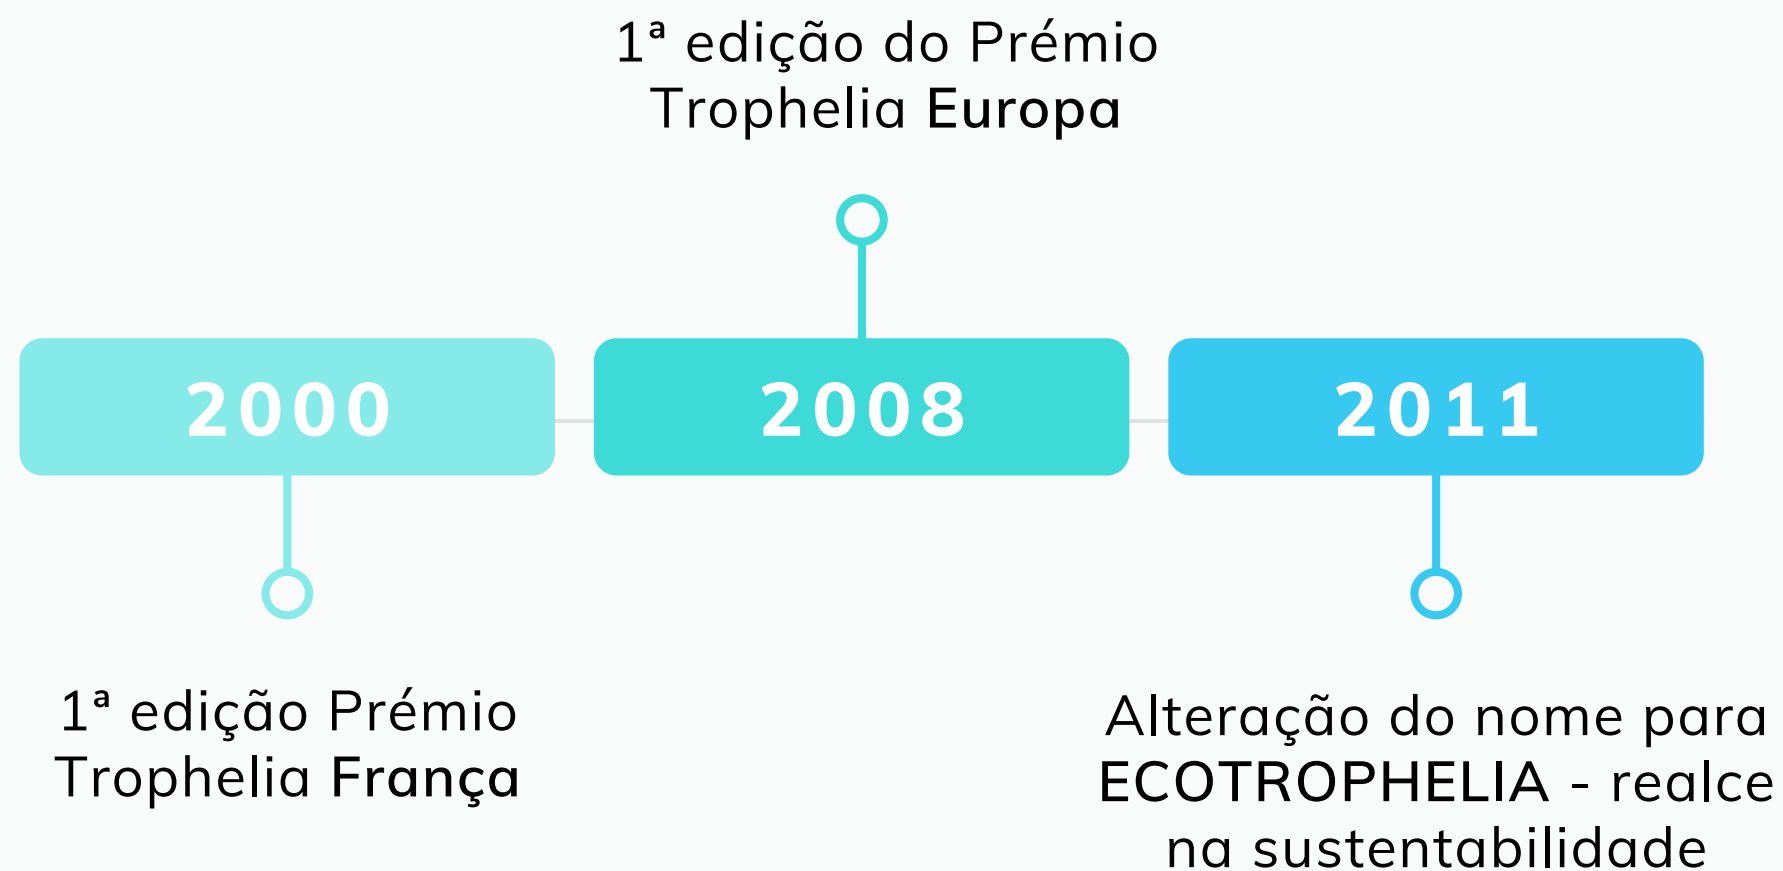 1ª edição do Prémio
Trophelia Europa
2000
2008
2011
1ª edição Prémio
Trophelia França
Alteração do nome para
ECOTROPHELIA - realce
na sustentabilidade